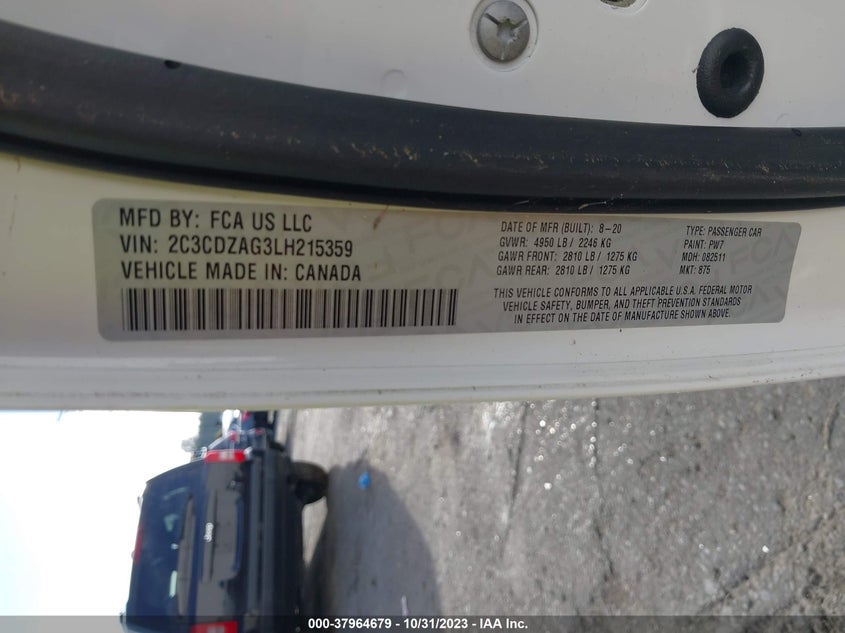 MFD BY: FCA US LLC
VIN: 2C3CDZAG3LH215359
VEHICLE MADE IN: CANADA
DATE OF MFR (BUILT): 8-20
GVWR: 4950 LB / 2246 KG
GAWR FRONT: 2810 LB / 1275 KG
GAWR REAR: 2810 LB / 1275 KG
TYPE: PASSENGER CAR
PAINT: PW7
MDH: 082511
MKT: 875
THIS VEHICLE CONFORMS TO ALL APPLICABLE U.S.A. FEDERAL MOTOR
VEHICLE SAFETY, BUMPER, AND THEFT PREVENTION STANDARDS
IN EFFECT ON THE DATE OF MANUFACTURE SHOWN ABOVE.
Jeep
000-37964679 - 10/31/2023 - IAA Inc.